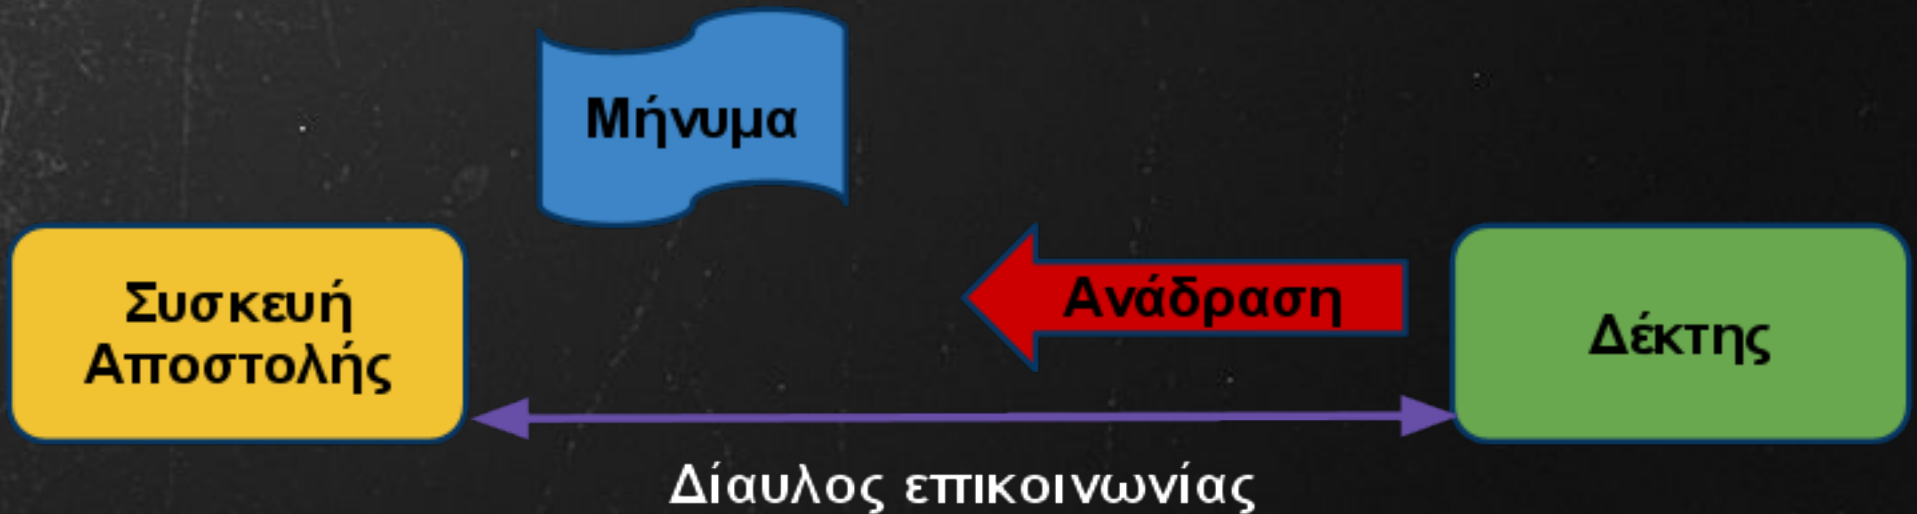 Μήνυμα
Συσκευή
Αποστολής
Ανάδραση
Δέκτης
Δίαυλος επικοινωνίας